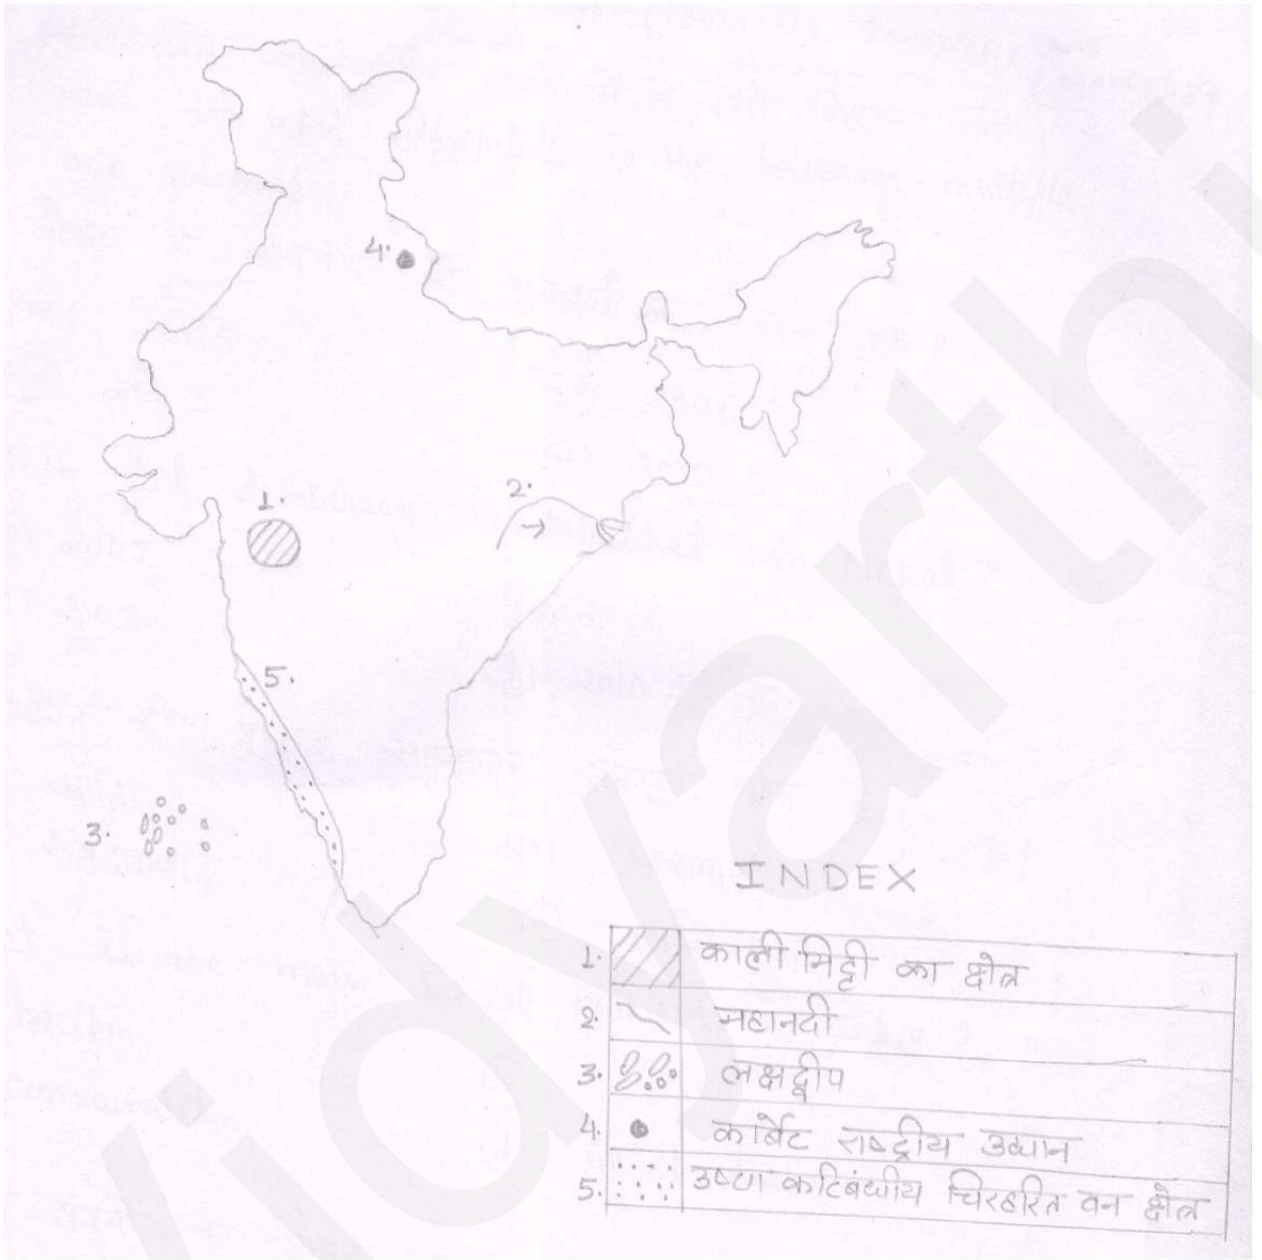 4.
1.
2.
5.
3.
INDEX
1. काली मिट्टी का क्षेत्र
2. महानदी
3. लक्षद्वीप
4. कार्बेट राष्ट्रीय उद्यान
5. उष्ण कटिबंधीय चिरहरित वन क्षेत्र
vidyarthi